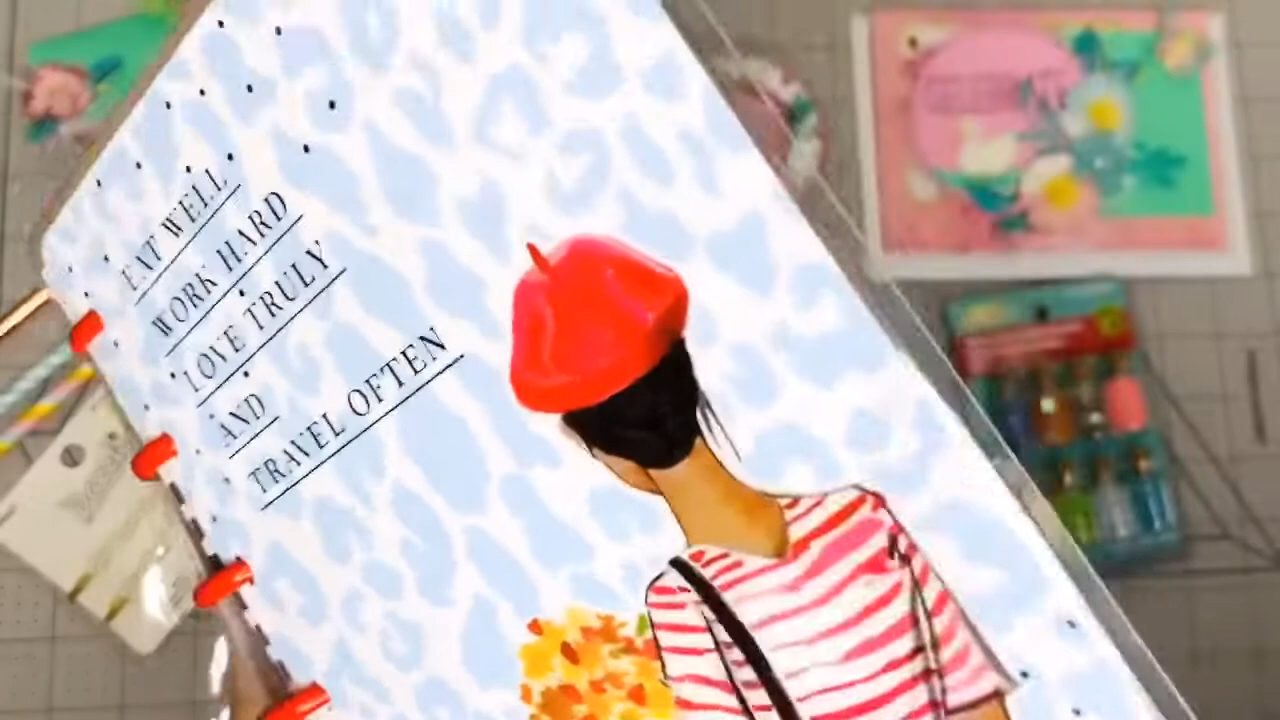 EAT WELL
WORK HARD
LOVE TRULY
AND
TRAVEL OFTEN